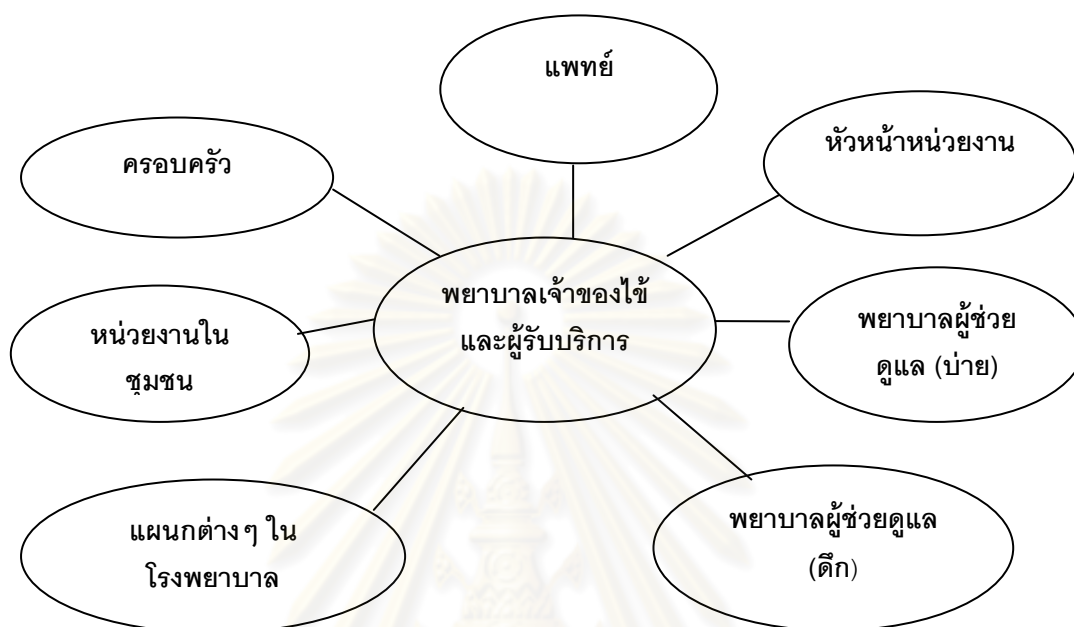 แพทย์
หัวหน้าหน่วยงาน
ครอบครัว
พยาบาลเจ้าของไข้
และผู้รับบริการ
พยาบาลผู้ช่วย
ดูแล (บ่าย)
หน่วยงานใน
ชุมชน
พยาบาลผู้ช่วยดูแล
(ดึก)
แผนกต่างๆ ใน
โรงพยาบาล